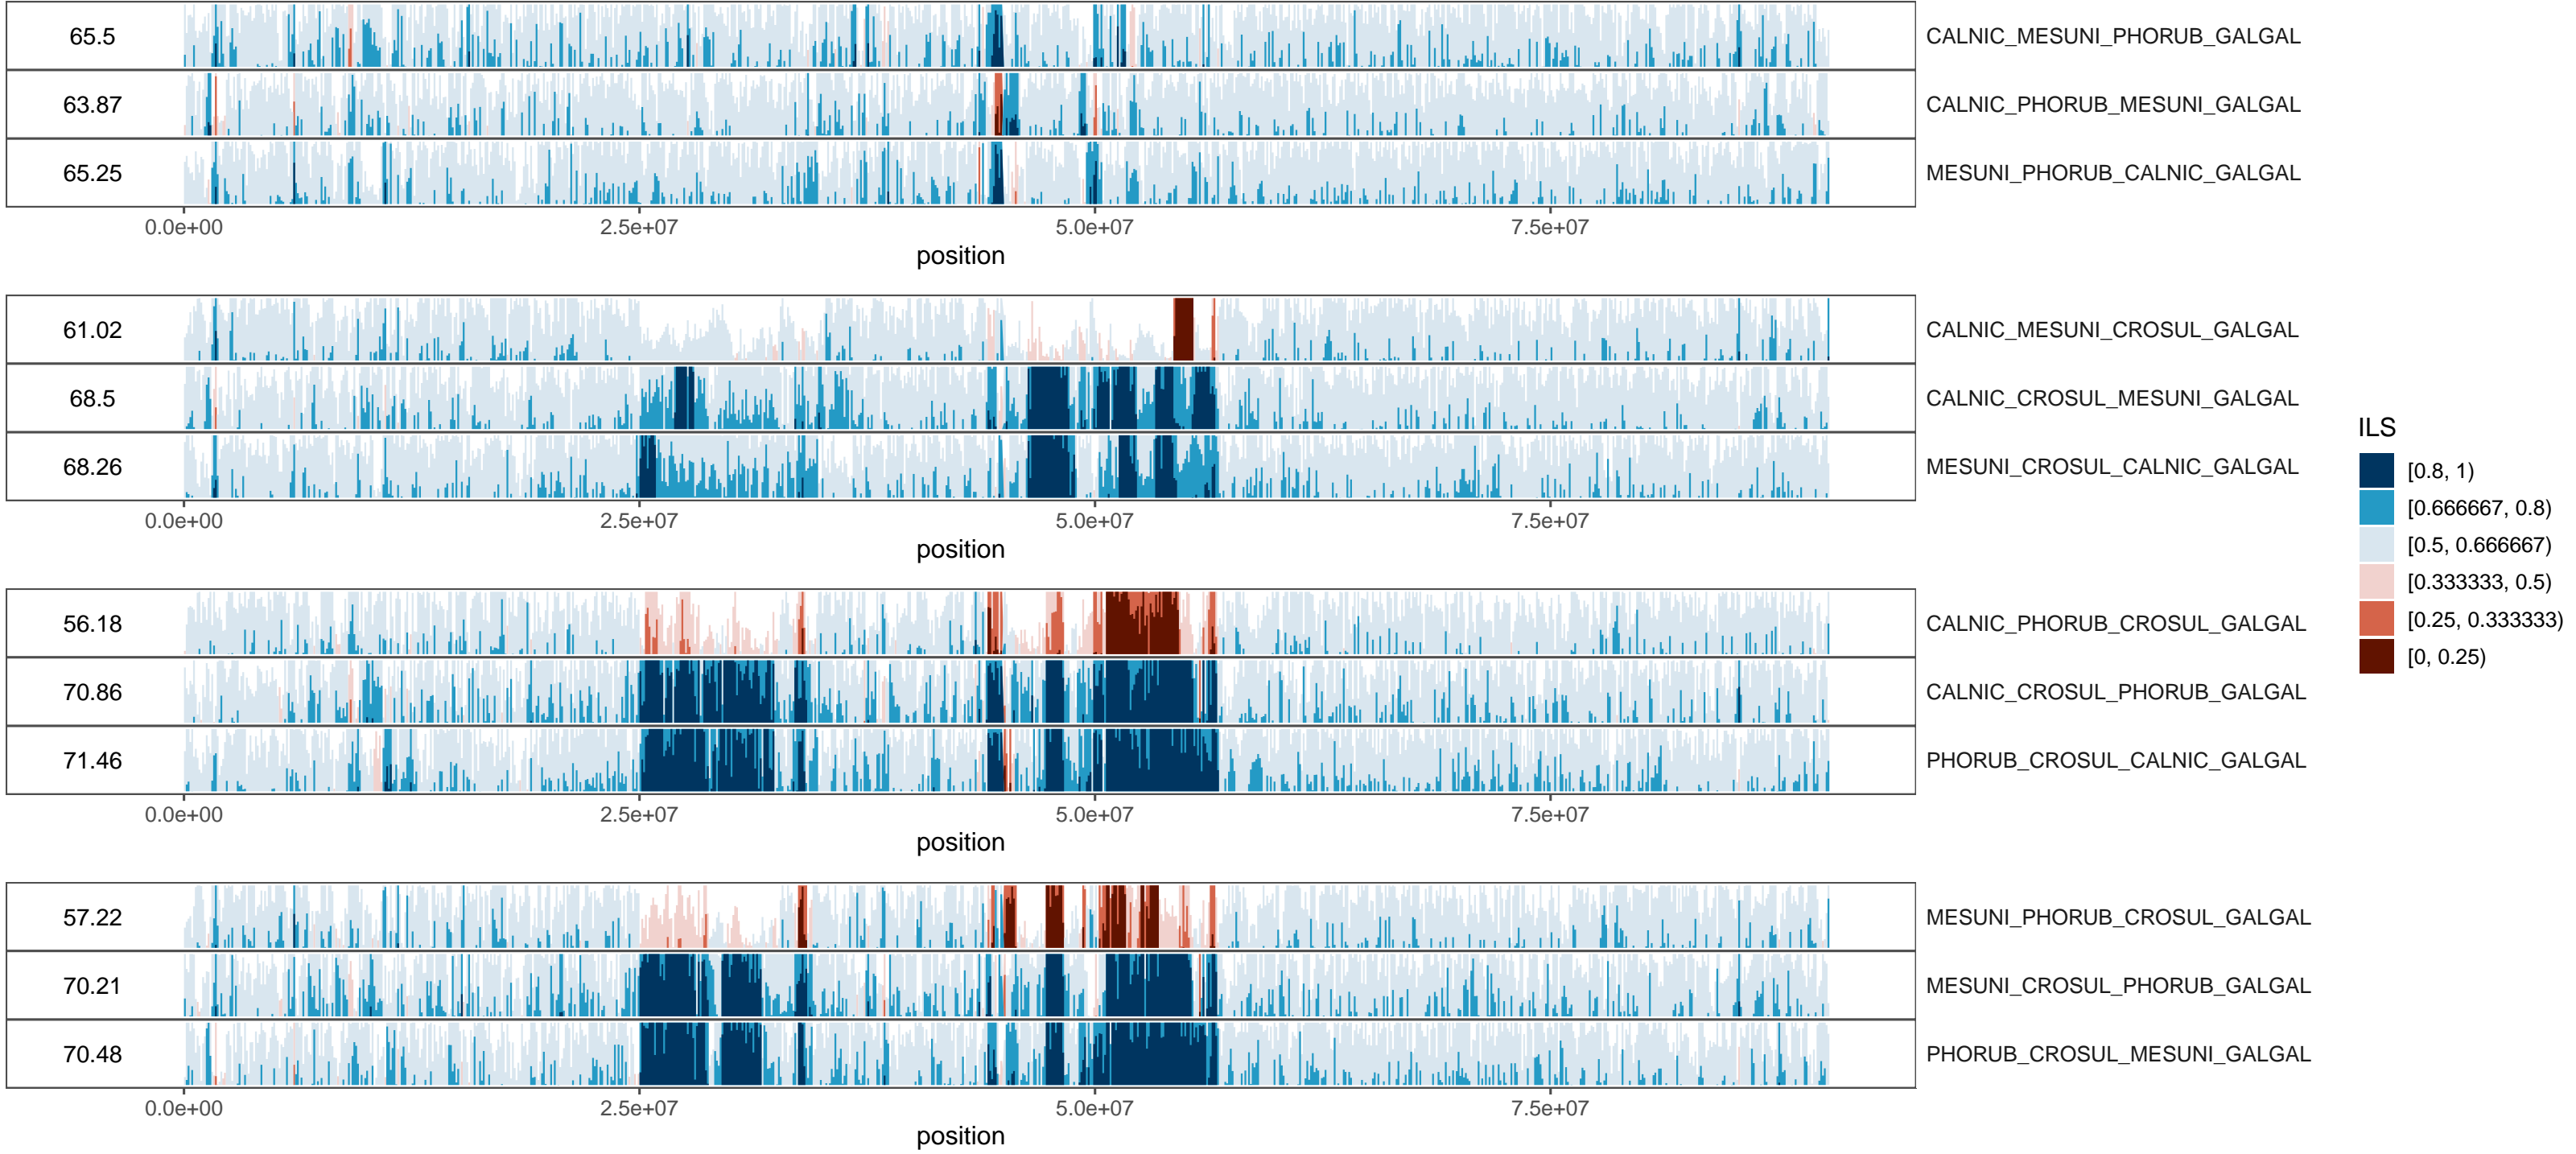 65.5 CALNIC_MESUNI_PHORUB_GALGAL
63.87 CALNIC_PHORUB_MESUNI_GALGAL
65.25 MESUNI_PHORUB_CALNIC_GALGAL
0.0e+00 2.5e+07 5.0e+07 7.5e+07
position
61.02 CALNIC_MESUNI_CROSUL_GALGAL
68.5 CALNIC_CROSUL_MESUNI_GALGAL
68.26 MESUNI_CROSUL_CALNIC_GALGAL
0.0e+00 2.5e+07 5.0e+07 7.5e+07
position
56.18 CALNIC_PHORUB_CROSUL_GALGAL
70.86 CALNIC_CROSUL_PHORUB_GALGAL
71.46 PHORUB_CROSUL_CALNIC_GALGAL
0.0e+00 2.5e+07 5.0e+07 7.5e+07
position
57.22 MESUNI_PHORUB_CROSUL_GALGAL
70.21 MESUNI_CROSUL_PHORUB_GALGAL
70.48 PHORUB_CROSUL_MESUNI_GALGAL
0.0e+00 2.5e+07 5.0e+07 7.5e+07
position
ILS
[0.8, 1)
[0.666667, 0.8)
[0.5, 0.666667)
[0.333333, 0.5)
[0.25, 0.333333)
[0, 0.25)